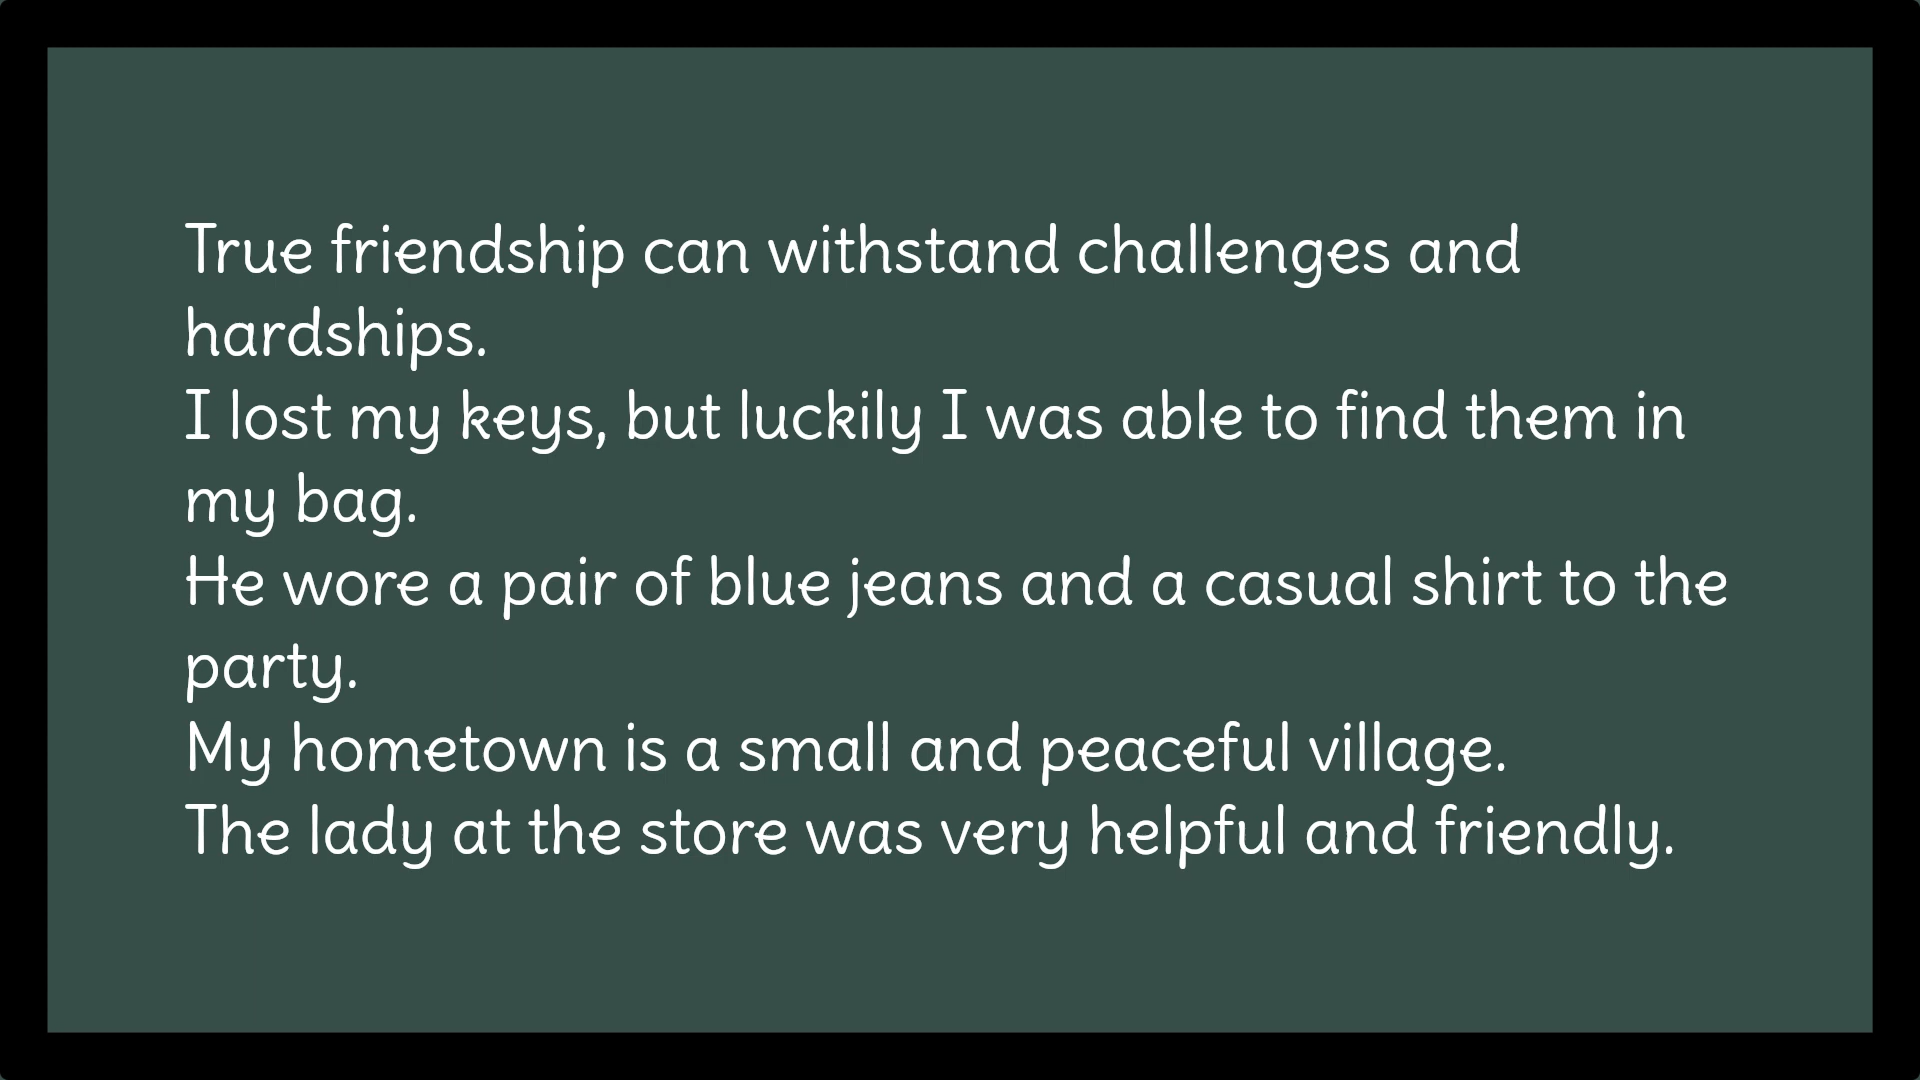 True friendship can withstand challenges and
hardships.
I lost my keys, but luckily I was able to find them in
my bag.
He wore a pair of blue jeans and a casual shirt to the
party.
My hometown is a small and peaceful village.
The lady at the store was very helpful and friendly.